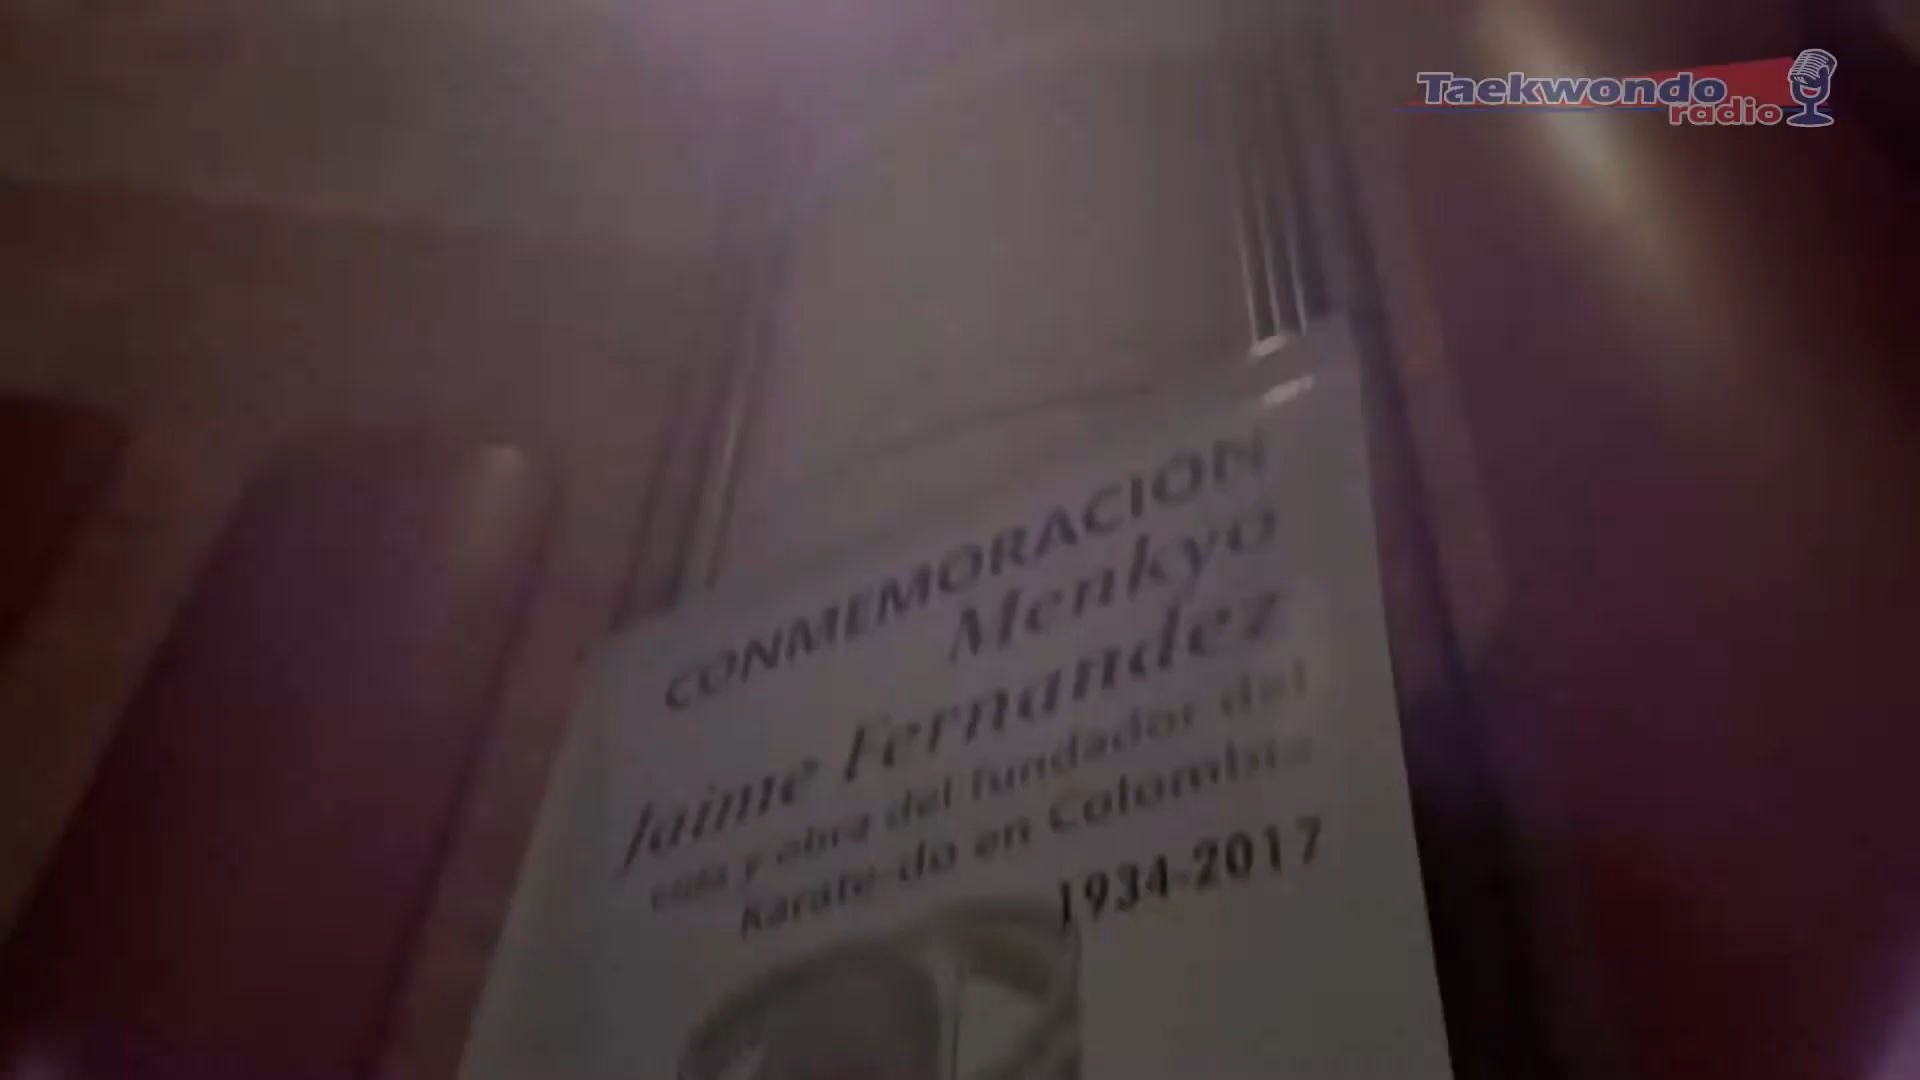 Taekwondo
radio
CONMEMORACION
Menkyo
Jaime Fernandez
vida y obra del fundador del
Karate-do en Colombia
1934-2017